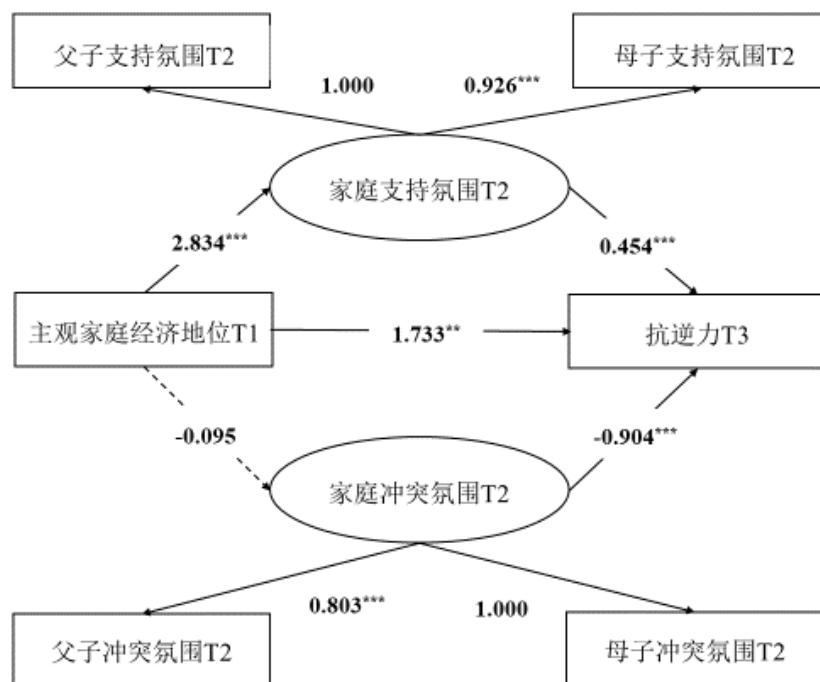 父子支持氛围T2
母子支持氛围T2
1.000
0.926***
家庭支持氛围T2
2.834***
0.454***
主观家庭经济地位T1
1.733**
抗逆力T3
-0.095
-0.904***
家庭冲突氛围T2
0.803***
1.000
父子冲突氛围T2
母子冲突氛围T2